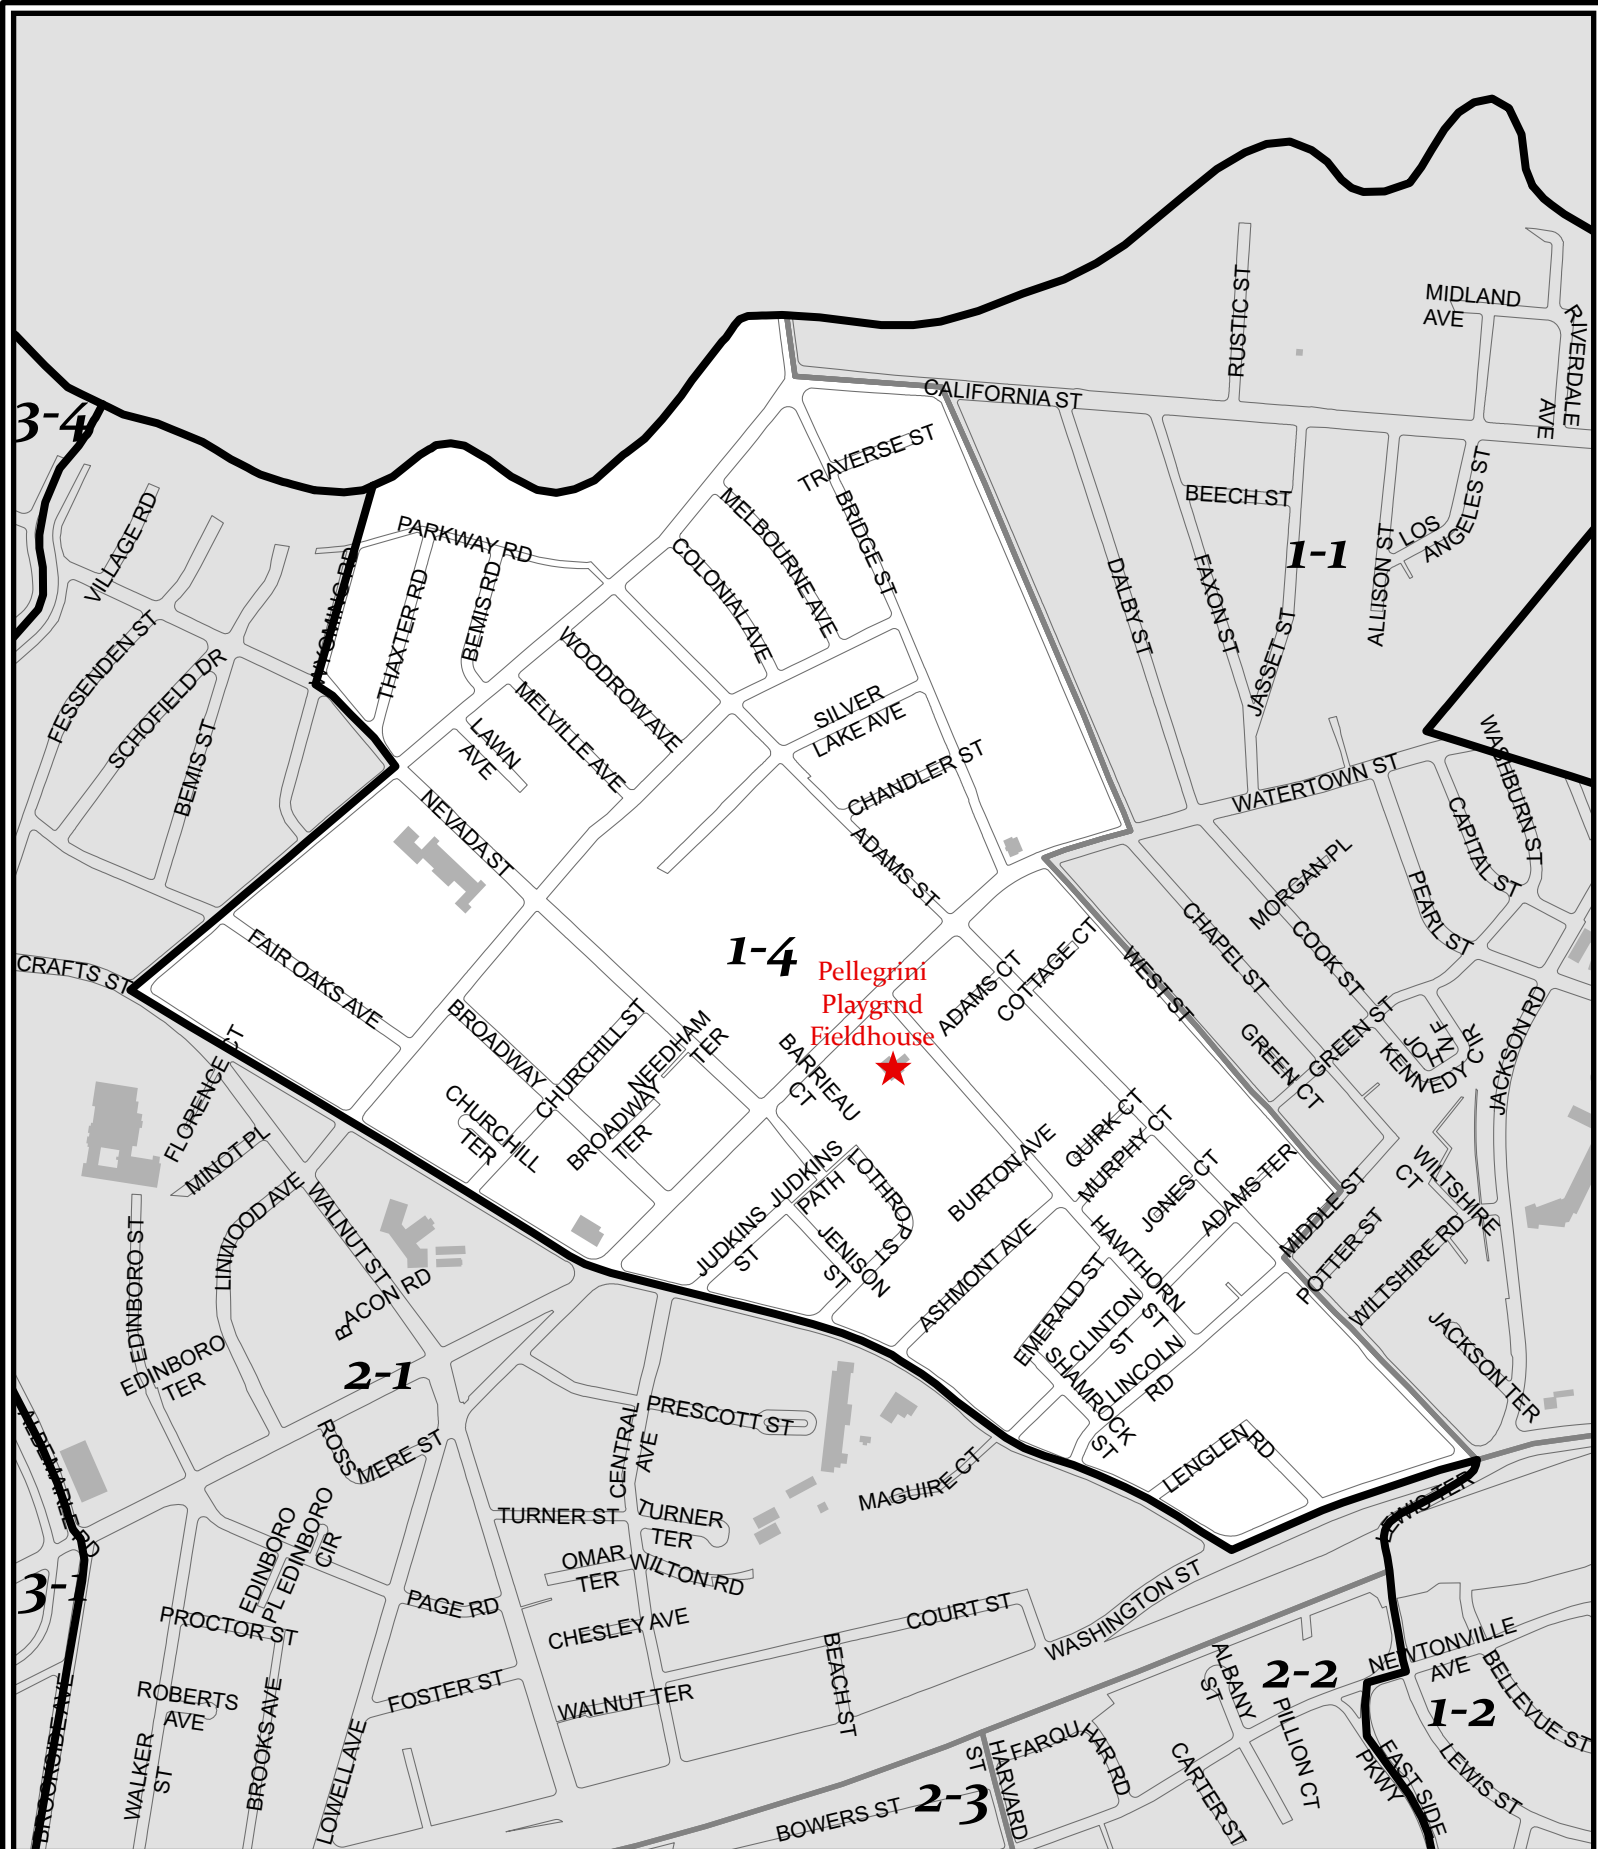 RUSTIC ST
MIDLAND
AVE
RIVERDALE
AVE
CALIFORNIA ST
3-4
TRAVERSE ST
BRIDGE ST
MELBOURNE AVE
COLONIAL AVE
BEECH ST
LOS
ANGELES ST
1-1
ALLISON ST
DALBY ST
FAXON ST
JASSET ST
VILLAGE RD
PARKWAY RD
WYOMING RD
THAXTER RD
BEMIS RD
FESSENDEN ST
SCHOFIELD DR
BEMIS ST
WOODROW AVE
MELVILLE AVE
LAWN
AVE
SILVER
LAKE AVE
CHANDLER ST
NEVADA ST
ADAMS ST
WATERTOWN ST
WASHBURN ST
CAPITAL ST
PEARL ST
MORGAN PL
COOK ST
CHAPEL ST
WEST ST
1-4
Pellegrini
Playgrnd
Fieldhouse
ADAMS CT
COTTAGE CT
CRAFTS ST
FAIR OAKS AVE
BROADWAY
CHURCHILL ST
NEEDHAM
TER
BROADWAY
TER
CHURCHILL
TER
BARRIEAU
CT
GREEN ST
GREEN CT
JOHN F
KENNEDY CIR
JACKSON RD
FLORENCE CT
MINOT PL
LINWOOD AVE
WALNUT ST
JUDKINS
ST
JUDKINS
PATH
LOTHROP ST
JENISON
ST
BURTON AVE
QUIRK CT
MURPHY CT
JONES CT
ADAMS TER
MIDDLE ST
POTTER ST
WILTSHIRE
CT
WILTSHIRE RD
JACKSON TER
ASHMONT AVE
HAWTHORN
ST
EMERALD ST
CLINTON
ST
LINCOLN
RD
SHAMROCK
ST
LENGLEN RD
EDINBORO ST
BACON RD
EDINBORO
TER
2-1
ROSSMERE ST
PRESCOTT ST
CENTRAL
AVE
MAGUIRE CT
LEWIS TER
ALBEMARLE RD
TURNER ST
TURNER
TER
OMAR
TER
WILTON RD
3-1
EDINBORO
PL
EDINBORO
CIR
PROCTOR ST
PAGE RD
CHESLEY AVE
COURT ST
WASHINGTON ST
ROBERTS
AVE
FOSTER ST
WALNUT TER
BEACH ST
BROOKSIDE AVE
WALKER
ST
BROOKS AVE
LOWELL AVE
BOWERS ST
2-3
HARVARD
ST
FARQUHAR RD
CARTER ST
ALBANY
ST
2-2
PILLION CT
NEWTONVILLE
AVE
1-2
BELLEVUE ST
LEWIS ST
EAST SIDE
PKWY